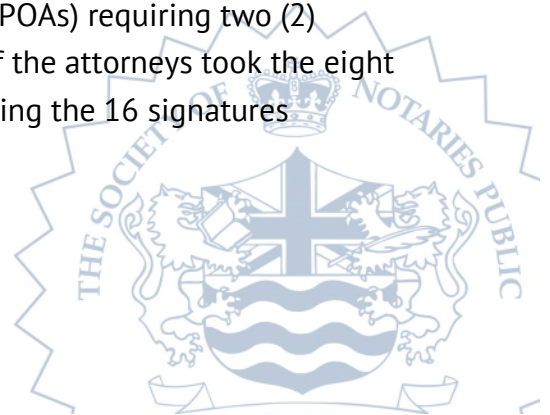 POAs) requiring two (2)
f the attorneys took the eight
ing the 16 signatures
THE SOCIETY OF NOTARIES PUBLIC